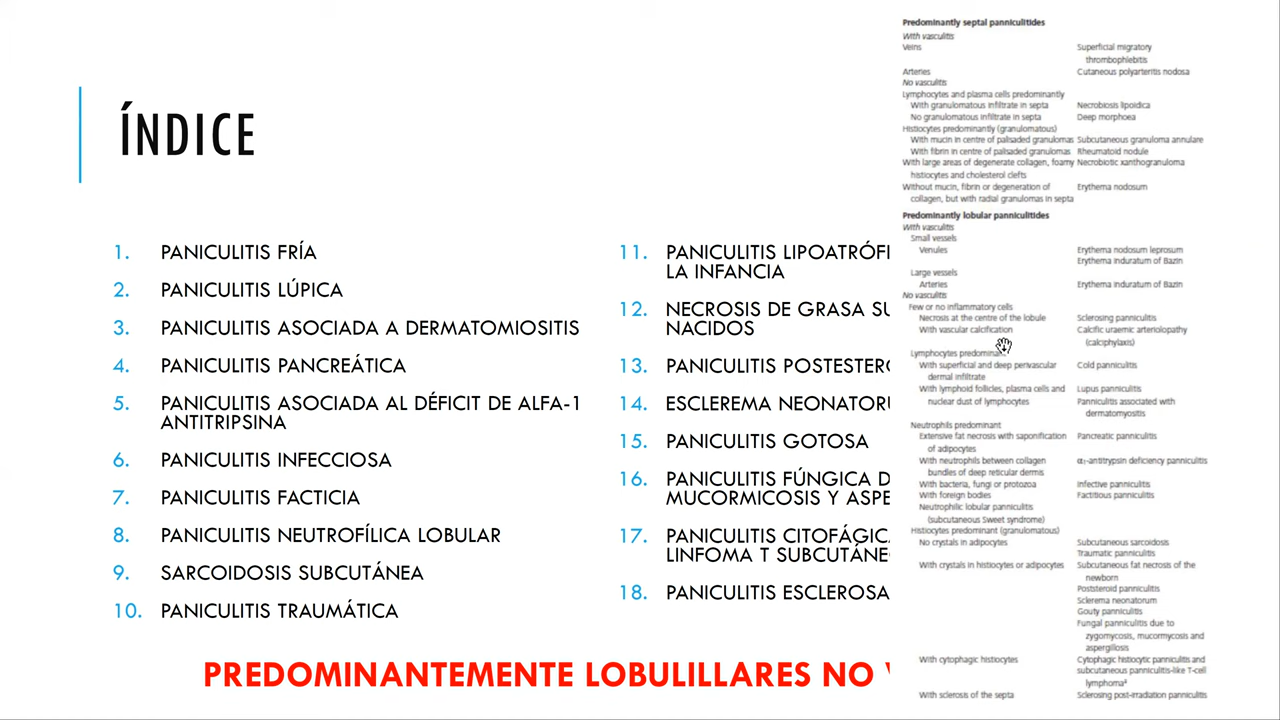 ÍNDICE
1. PANICULITIS FRÍA
2. PANICULITIS LÚPICA
3. PANICULITIS ASOCIADA A DERMATOMIOSITIS
4. PANICULITIS PANCREÁTICA
5. PANICULITIS ASOCIADA AL DÉFICIT DE ALFA-1
ANTITRIPSINA
6. PANICULITIS INFECCIOSA
7. PANICULITIS FACTICIA
8. PANICULITIS NEUTROFÍLICA LOBULAR
9. SARCOIDOSIS SUBCUTÁNEA
10. PANICULITIS TRAUMÁTICA
11. PANICULITIS LIPOATRÓFI
LA INFANCIA
12. NECROSIS DE GRASA SU
NACIDOS
13. PANICULITIS POSTESTERO
14. ESCLEREMA NEONATORU
15. PANICULITIS GOTOSA
16. PANICULITIS FÚNGICA D
MUCORMICOSIS Y ASPE
17. PANICULITIS CITOFÁGICA
LINFOMA T SUBCUTÁNE
18. PANICULITIS ESCLEROSA
PREDOMINANTEMENTE LOBULILLARES NO V
Predominantly septal panniculitides
With vasculitis
Veins Superficial migratory
thrombophlebitis
Arteries Cutaneous polyarteritis nodosa
No vasculitis
Lymphocytes and plasma cells predominantly
With granulomatous infiltrate in septa Necrobiosis lipoidica
No granulomatous infiltrate in septa Deep morphoea
Histiocytes predominantly (granulomatous)
With mucin in centre of palisaded granulomas Subcutaneous granuloma annulare
With fibrin in centre of palisaded granulomas Rheumatoid nodule
With large areas of degenerate collagen, foamy Necrobiotic xanthogranuloma
histiocytes and cholesterol clefts
Without mucin, fibrin or degeneration of Erythema nodosum
collagen, but with radial granulomas in septa
Predominantly lobular panniculitides
With vasculitis
Small vessels
Venules Erythema nodosum leprosum
Erythema induratum of Bazin
Large vessels
Arteries Erythema induratum of Bazin
No vasculitis
Few or no inflammatory cells
Necrosis at the centre of the lobule Sclerosing panniculitis
With vascular calcification Calcific uraemic arteriolopathy
(calciphylaxis)
Lymphocytes predominant
With superficial and deep perivascular Cold panniculitis
dermal infiltrate
With lymphoid follicles, plasma cells and Lupus panniculitis
nuclear dust of lymphocytes Panniculitis associated with
dermatomyositis
Neutrophils predominant
Extensive fat necrosis with saponification Pancreatic panniculitis
of adipocytes
With neutrophils between collagen α₁-antitrypsin deficiency panniculitis
bundles of deep reticular dermis
With bacteria, fungi or protozoa Infective panniculitis
With foreign bodies Factitious panniculitis
Neutrophilic lobular panniculitis
(subcutaneous Sweet syndrome)
Histiocytes predominant (granulomatous)
No crystals in adipocytes Subcutaneous sarcoidosis
Traumatic panniculitis
With crystals in histiocytes or adipocytes Subcutaneous fat necrosis of the
newborn
Poststeroid panniculitis
Sclerema neonatorum
Gouty panniculitis
Fungal panniculitis due to
zygomycosis, mucormycosis and
aspergillosis
With cytophagic histiocytes Cytophagic histiocytic panniculitis and
subcutaneous panniculitis-like T-cell
lymphoma
With sclerosis of the septa Sclerosing post-irradiation panniculitis